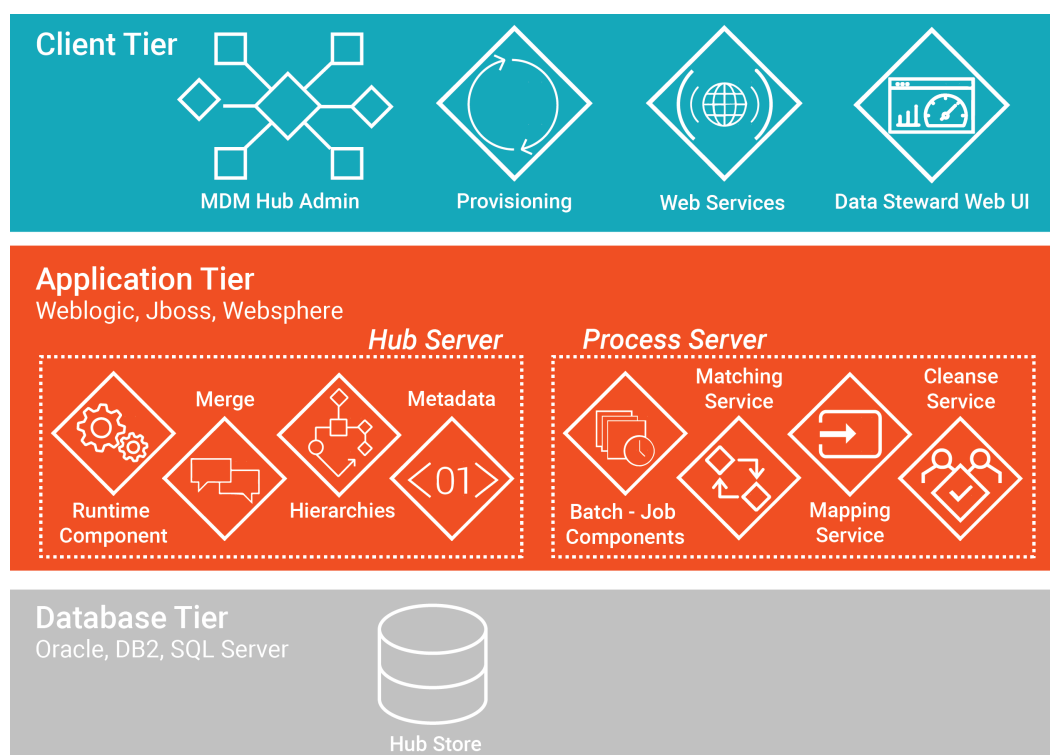 Client Tier
MDM Hub Admin
Provisioning
Web Services
Data Steward Web UI
Application Tier
Weblogic, Jboss, Websphere
Hub Server
Runtime
Component
Merge
Hierarchies
Metadata
<01>
Process Server
Batch - Job
Components
Matching
Service
Mapping
Service
Cleanse
Service
Database Tier
Oracle, DB2, SQL Server
Hub Store